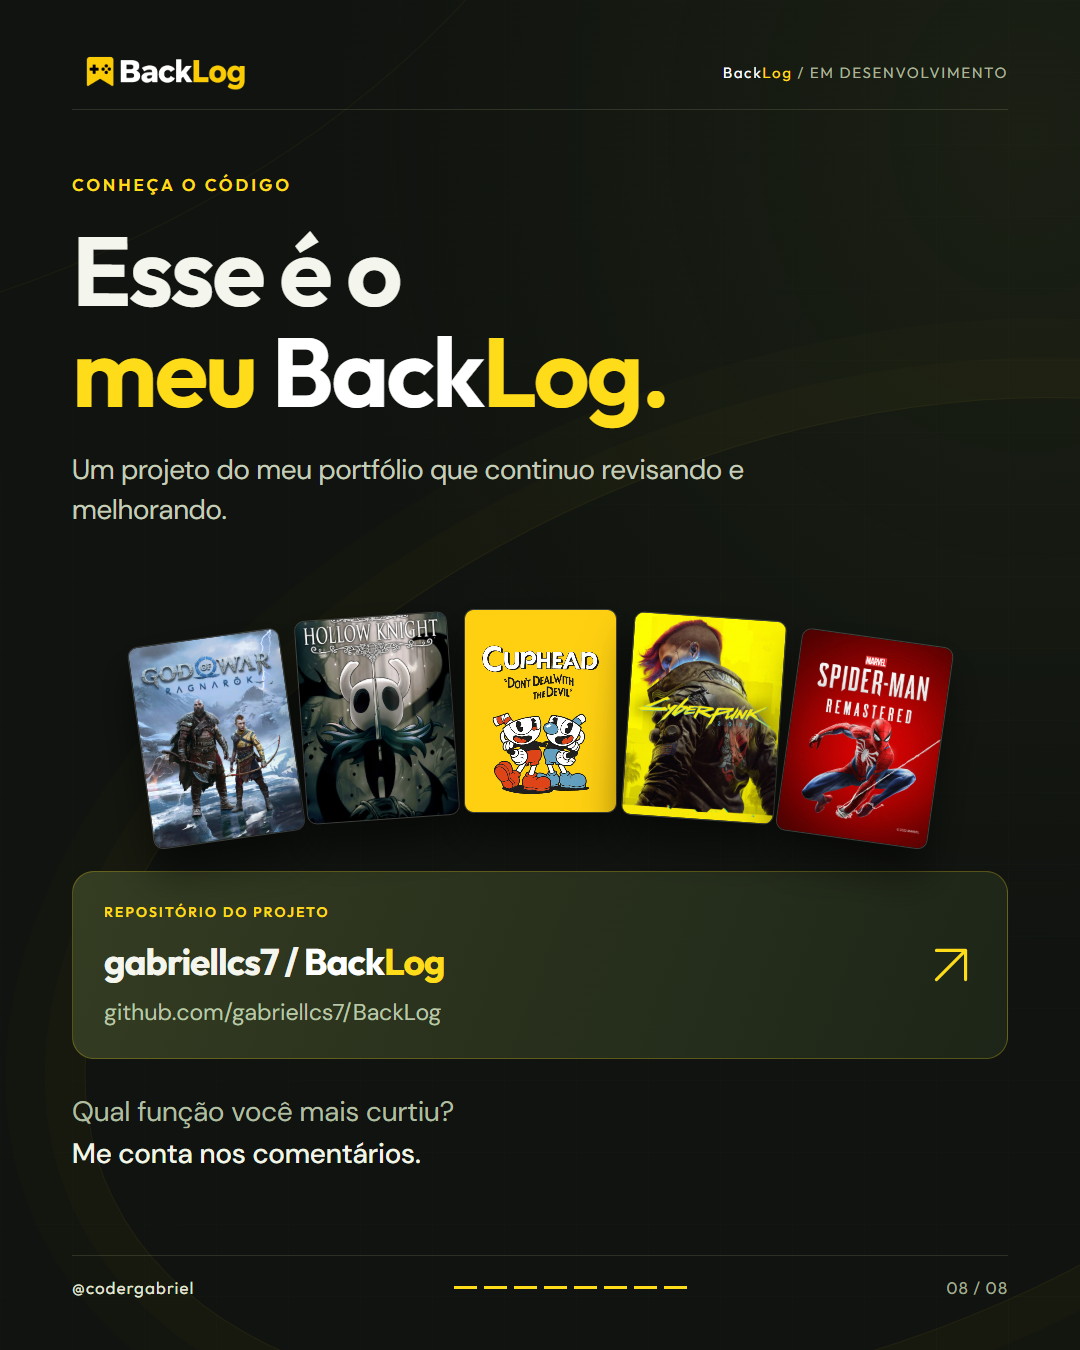 BackLog
BackLog / EM DESENVOLVIMENTO
CONHEÇA O CÓDIGO
Esse é o
meu BackLog.
Um projeto do meu portfólio que continuo revisando e
melhorando.
GOD OF WAR
RAGNARÖK
HOLLOW KNIGHT
CUPHEAD
"DON'T DEAL WITH
THE DEVIL"
CYBERPUNK
MARVEL
SPIDER-MAN
REMASTERED
REPOSITÓRIO DO PROJETO
gabriellcs7 / BackLog
github.com/gabriellcs7/BackLog
Qual função você mais curtiu?
Me conta nos comentários.
@codergabriel
08 / 08